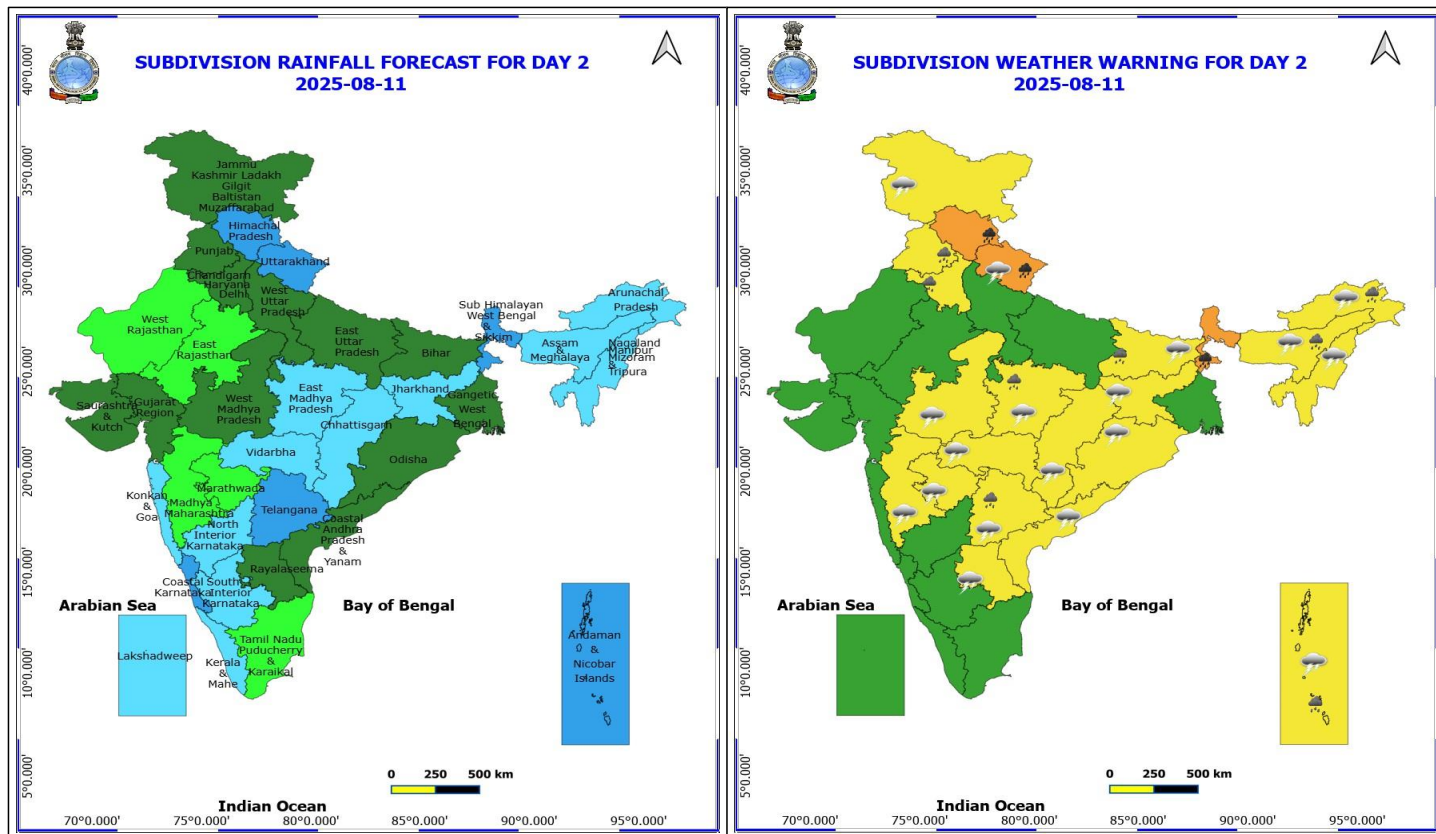 SUBDIVISION RAINFALL FORECAST FOR DAY 2
2025-08-11
40°0.000'
35°0.000'
30°0.000'
25°0.000'
20°0.000'
15°0.000'
10°0.000'
5°0.000'
Jammu
Kashmir Ladakh
Gilgit
Baltistan
Muzaffarabad
Himachal
Pradesh
Punjab
Uttarakhand
Chandigarh
Haryana
Delhi
West
Uttar
Pradesh
West
Rajasthan
East
Rajasthan
East
Uttar
Pradesh
Bihar
Sub Himalayan
West Bengal
&
Sikkim
Arunachal
Pradesh
Assam
&
Meghalaya
Nagaland
Manipur
Mizoram
&
Tripura
Saurashtra
&
Kutch
Gujarat
Region
West
Madhya
Pradesh
East
Madhya
Pradesh
Jharkhand
Gangetic
West
Bengal
Chhattisgarh
Vidarbha
Odisha
Konkan
&
Goa
Madhya
Maharashtra
Marathwada
Telangana
North
Interior
Karnataka
Coastal
Andhra
Pradesh
&
Yanam
Rayalaseema
Coastal
Karnataka
South
Interior
Karnataka
Tamil Nadu
Puducherry
&
Karaikal
Kerala
&
Mahe
Arabian Sea
Lakshadweep
Bay of Bengal
Andaman
&
Nicobar
Islands
0 250 500 km
Indian Ocean
70°0.000' 75°0.000' 80°0.000' 85°0.000' 90°0.000' 95°0.000'
SUBDIVISION WEATHER WARNING FOR DAY 2
2025-08-11
40°0.000'
35°0.000'
30°0.000'
25°0.000'
20°0.000'
15°0.000'
10°0.000'
5°0.000'
Arabian Sea
Bay of Bengal
0 250 500 km
Indian Ocean
70°0.000' 75°0.000' 80°0.000' 85°0.000' 90°0.000' 95°0.000'